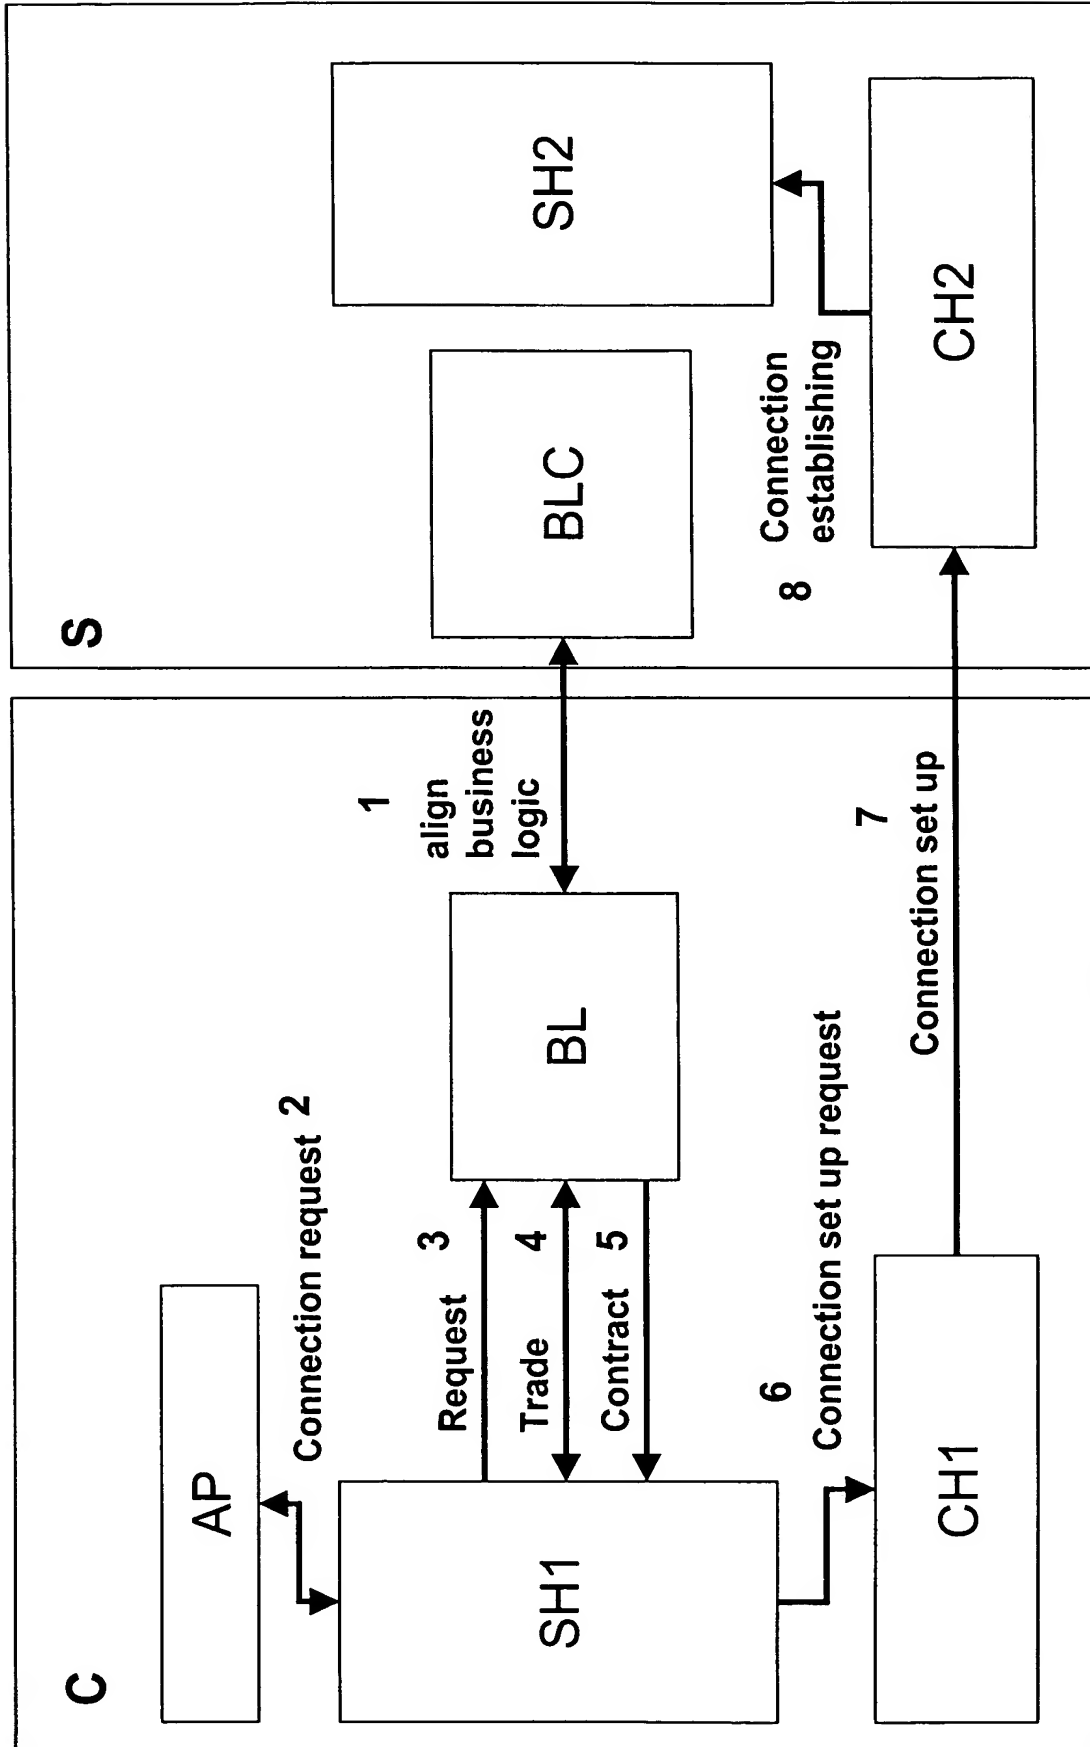 C
S
AP
Connection request 2
SH1
3
Request
4
Trade
5
Contract
BL
1
align
business
logic
BLC
SH2
6
Connection set up request
CH1
7
Connection set up
8
Connection
establishing
CH2